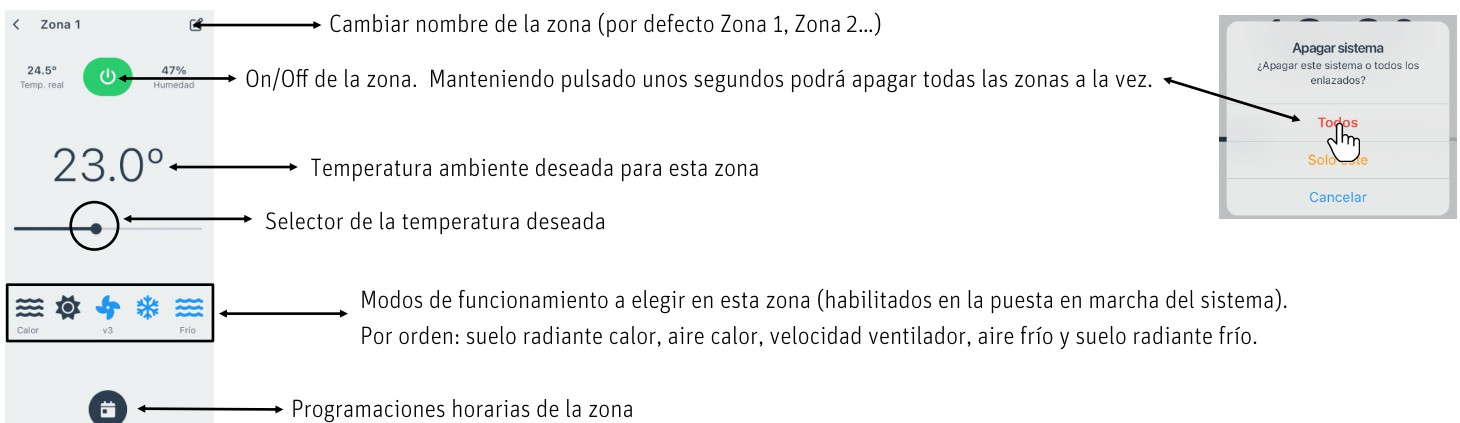 Zona 1
Cambiar nombre de la zona (por defecto Zona 1, Zona 2...)
24.5°
Temp. real
47%
Humedad
On/Off de la zona. Manteniendo pulsado unos segundos podrá apagar todas las zonas a la vez.
Apagar sistema
¿Apagar este sistema o todos los
enlazados?
Todos
Solo este
Cancelar
23.0º
Temperatura ambiente deseada para esta zona
Selector de la temperatura deseada
Calor
v3
Frío
Modos de funcionamiento a elegir en esta zona (habilitados en la puesta en marcha del sistema).
Por orden: suelo radiante calor, aire calor, velocidad ventilador, aire frío y suelo radiante frío.
Programaciones horarias de la zona